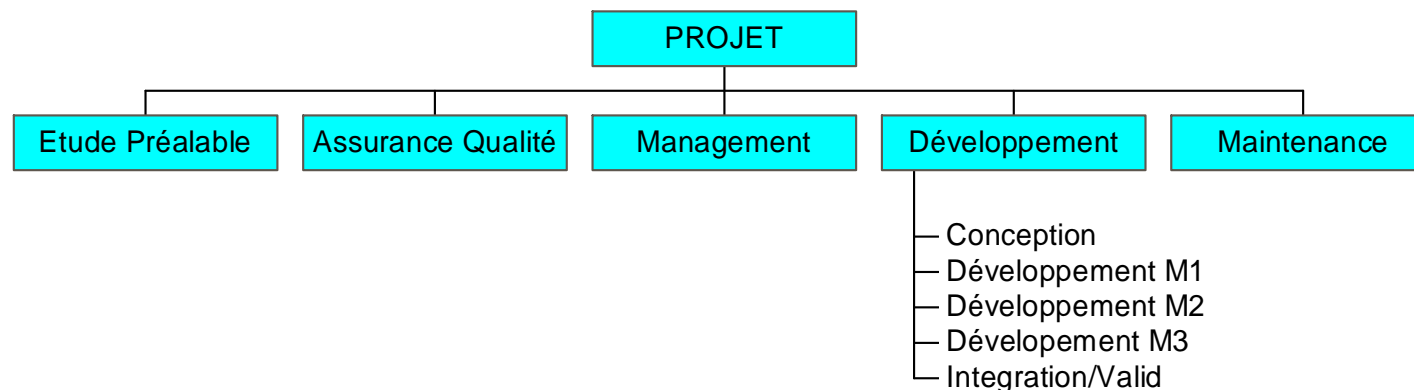 PROJET
Etude Préalable
Assurance Qualité
Management
Développement
Maintenance
Conception
Développement M1
Développement M2
Dévelopement M3
Integration/Valid